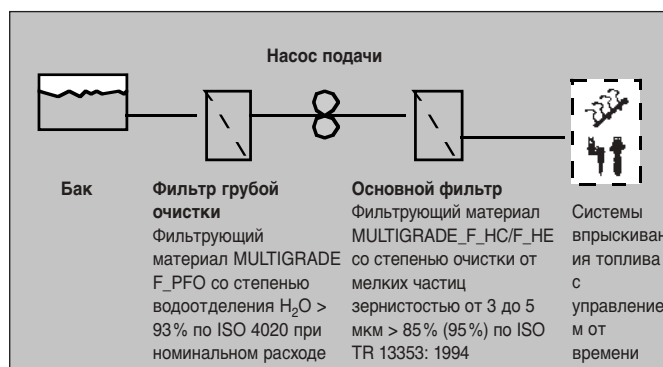 Насос подачи
Бак
Фильтр грубой
очистки
Фильтрующий
материал MULTIGRADE
F_PFO со степенью
водоотделения H₂O >
93% по ISO 4020 при
номинальном расходе
Основной фильтр
Фильтрующий материал
MULTIGRADE_F_HC/F_HE
со степенью очистки от
мелких частиц
зернистостью от 3 до 5
мкм > 85% (95%) по ISO
TR 13353: 1994
Системы
впрыскиван
ия топлива
с
управление
м от
времени